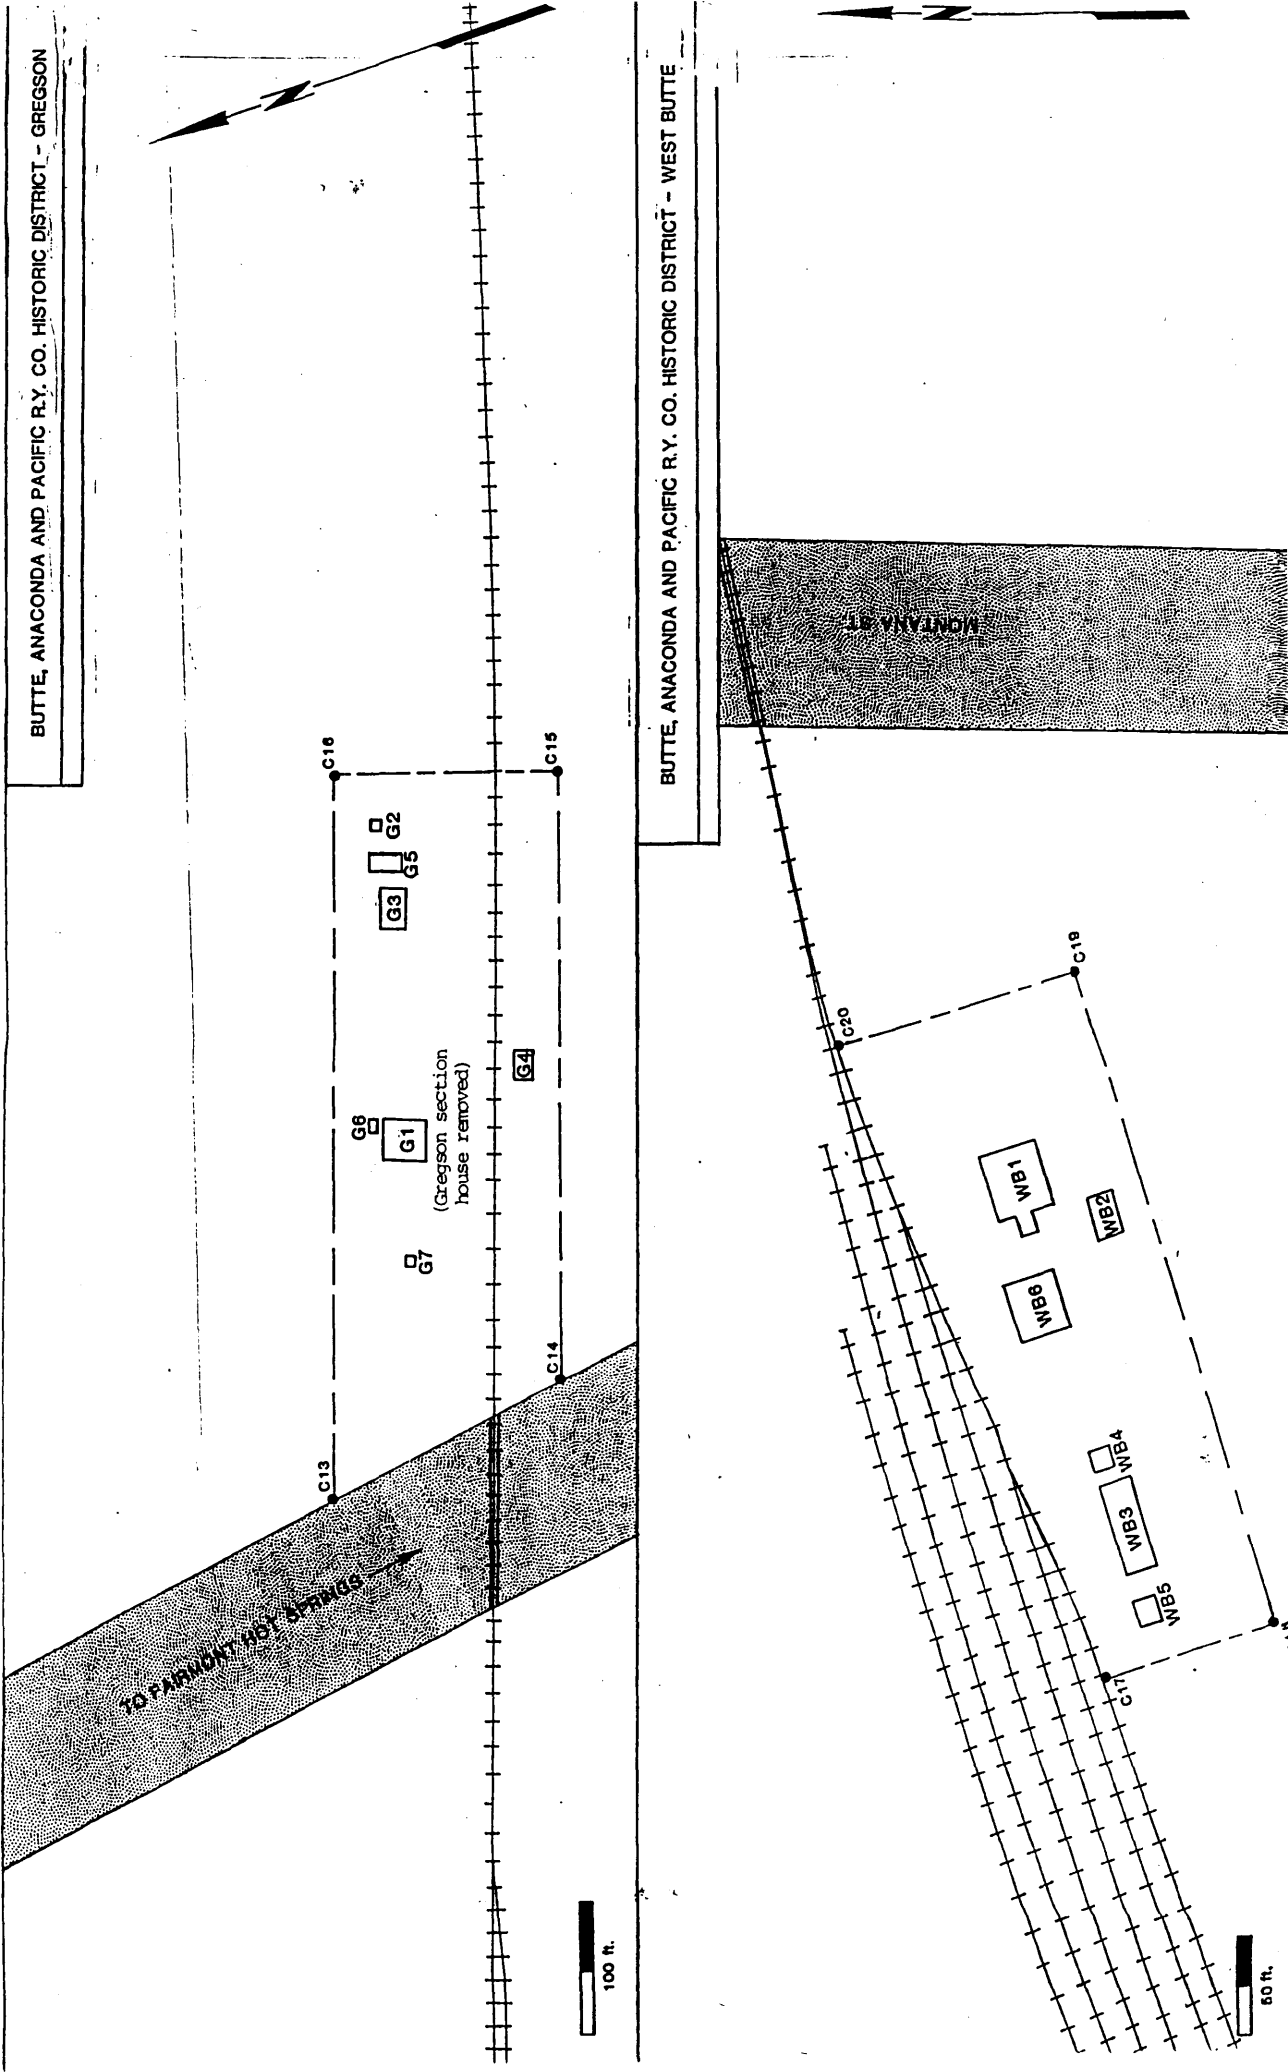 BUTTE, ANACONDA AND PACIFIC R.Y. CO. HISTORIC DISTRICT - GREGSON
N
C16
C15
G2
G5
G3
G4
(Gregson section
house removed)
G6
G1
G7
C14
C13
TO FAIRMONT HOT SPRINGS
100 ft.
BUTTE, ANACONDA AND PACIFIC R.Y. CO. HISTORIC DISTRICT - WEST BUTTE
N
MONTANA ST.
C19
C20
WB1
WB2
WB6
WB4
WB3
WB5
C17
50 ft.